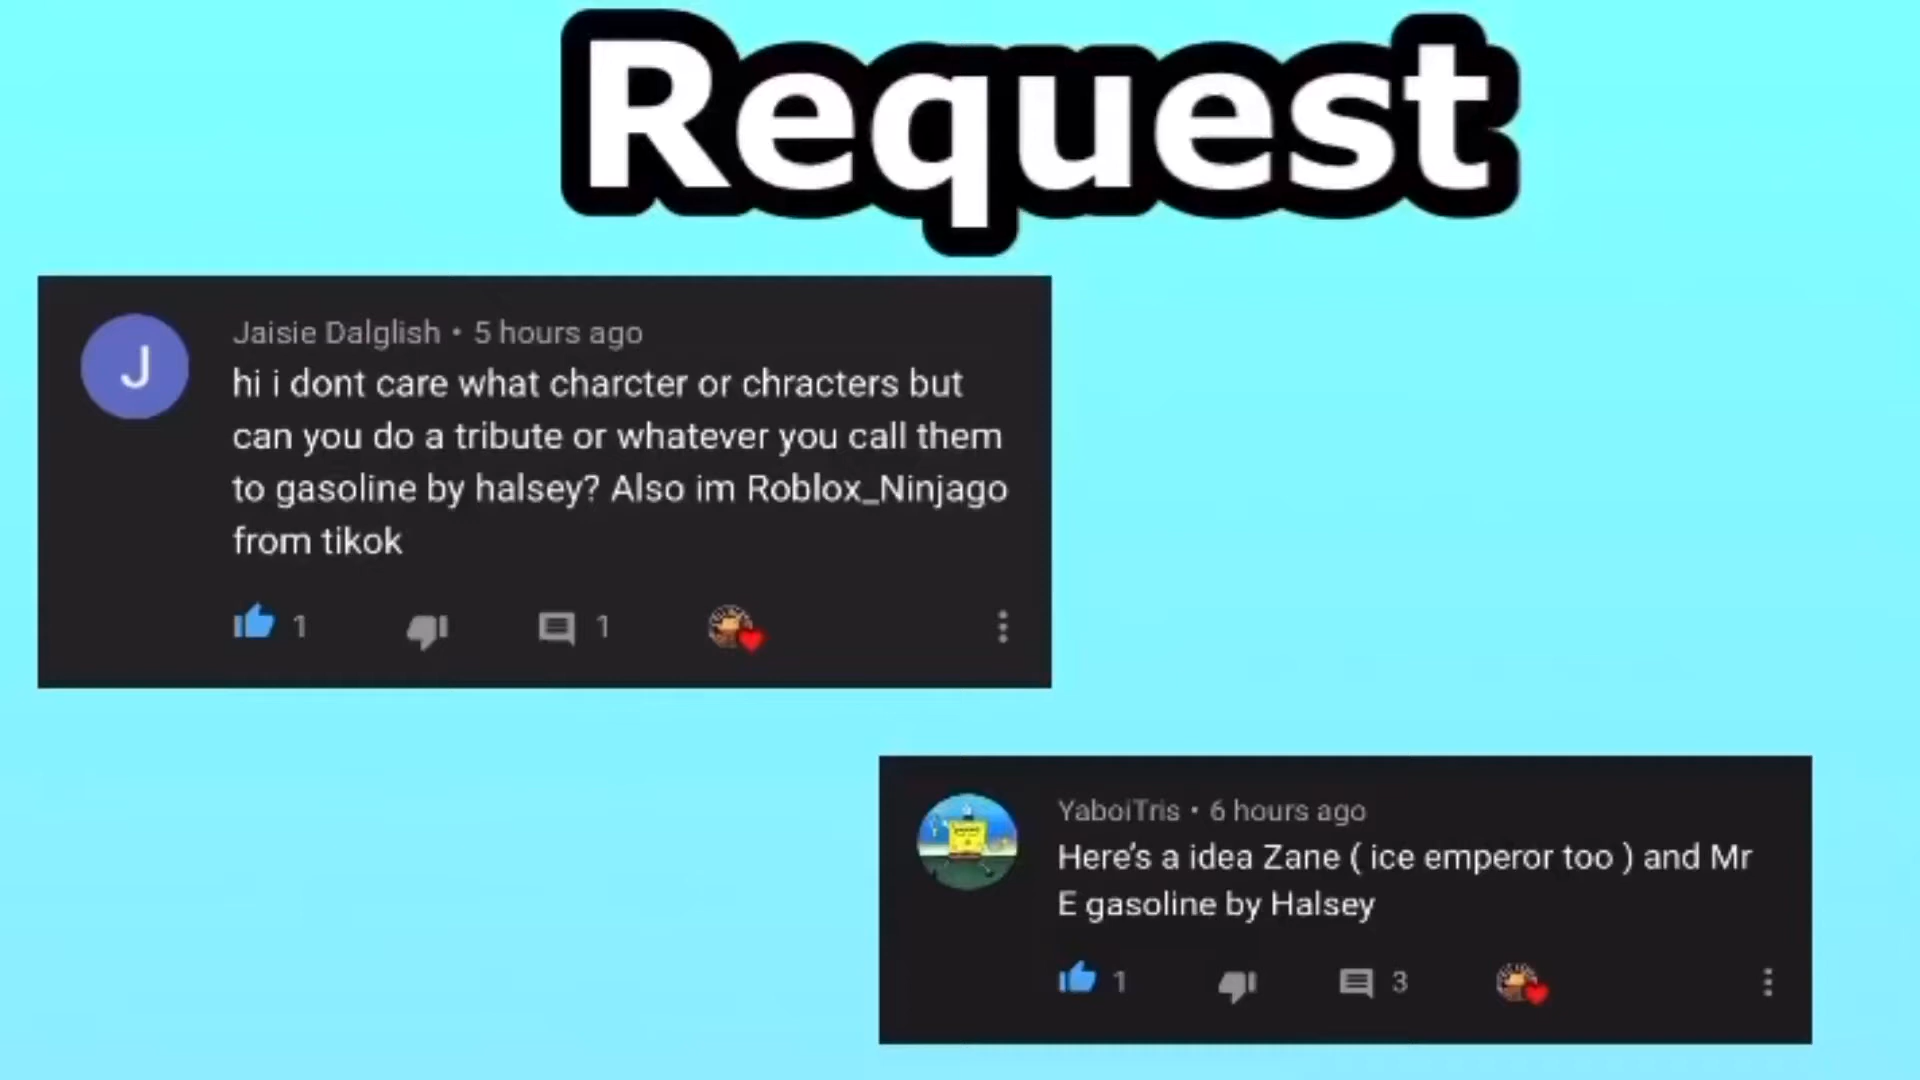 Request
J
Jaisie Dalglish • 5 hours ago
hi i dont care what charcter or chracters but
can you do a tribute or whatever you call them
to gasoline by halsey? Also im Roblox_Ninjago
from tikok
1 1
YaboiTris • 6 hours ago
Here's a idea Zane ( ice emperor too ) and Mr
E gasoline by Halsey
1 3